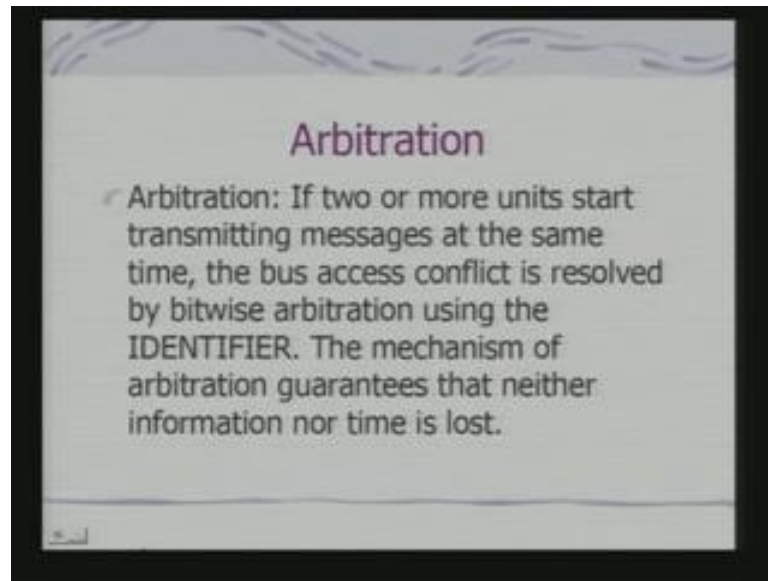 Arbitration
Arbitration: If two or more units start
transmitting messages at the same
time, the bus access conflict is resolved
by bitwise arbitration using the
IDENTIFIER. The mechanism of
arbitration guarantees that neither
information nor time is lost.